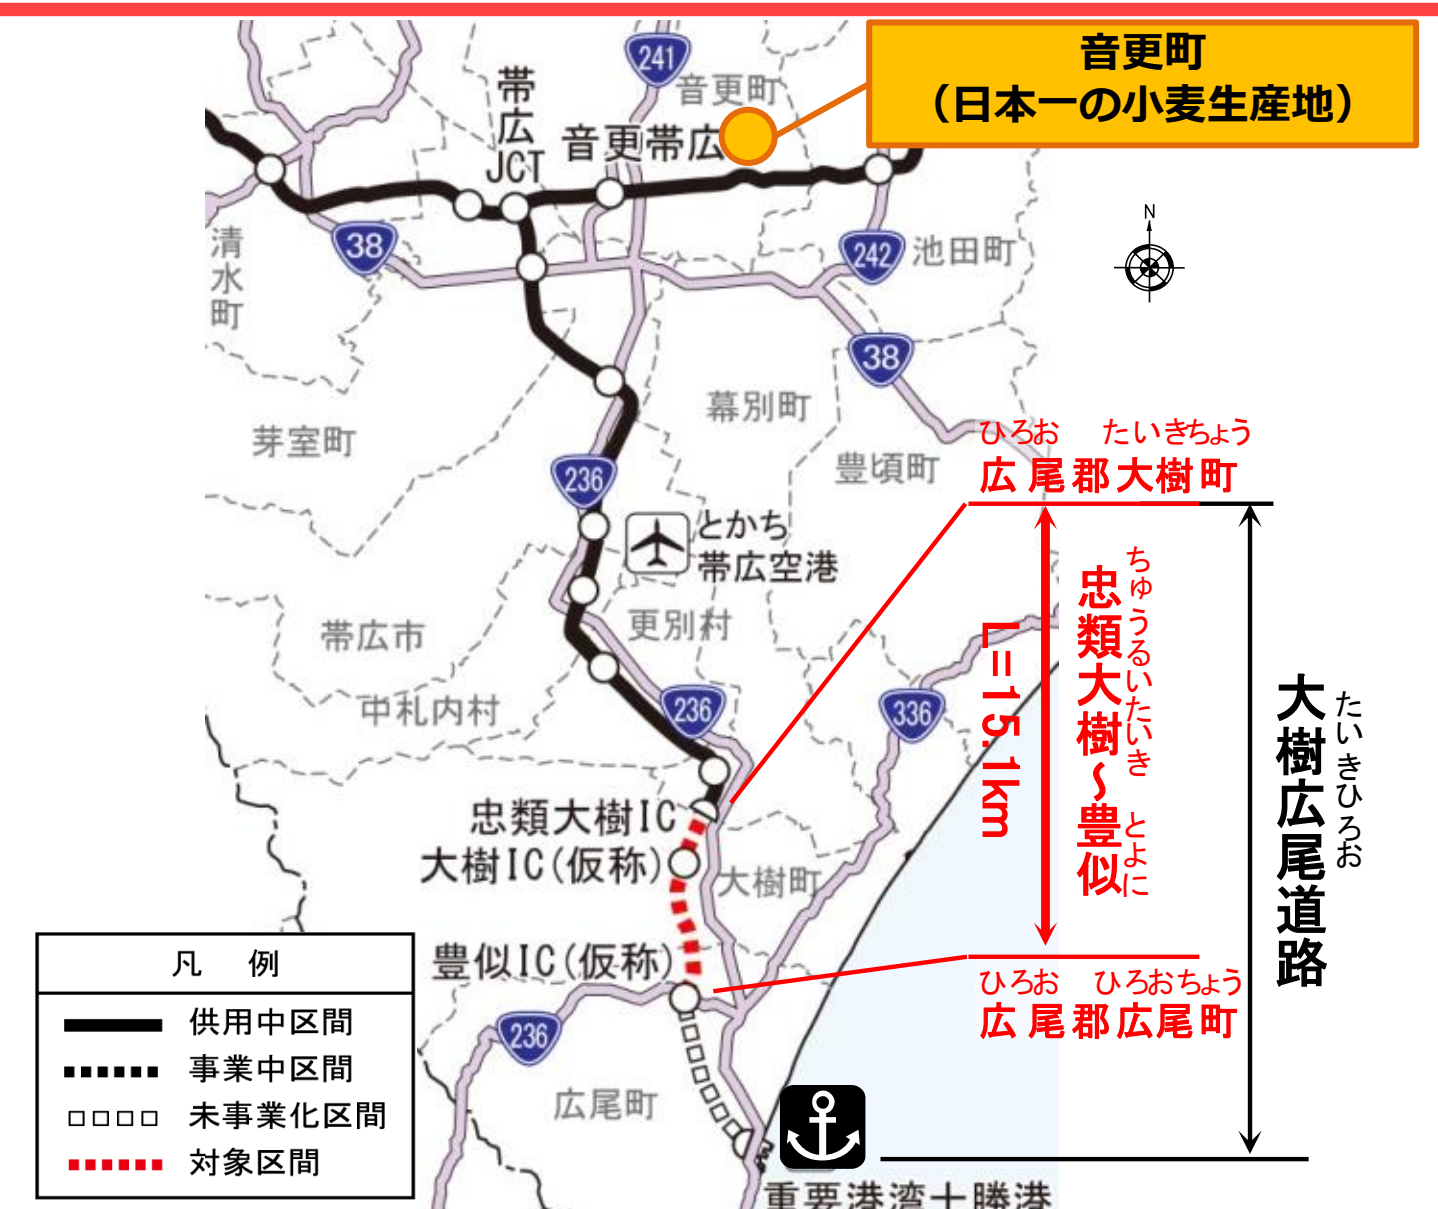 音更町
（日本一の小麦生産地）
241
音更町
帯広JCT
音更帯広
N
38
242
池田町
清水町
38
幕別町
芽室町
豊頃町
ひろお たいきちょう
広尾郡大樹町
236
とかち
帯広空港
ちゅうるいたいき とよに
忠類大樹～豊似
L=15.1km
帯広市
更別村
中札内村
236
336
たいきひろお
大樹広尾道路
忠類大樹IC
大樹IC(仮称)
大樹町
豊似IC(仮称)
ひろお ひろおちょう
広尾郡広尾町
236
広尾町
重要港湾十勝港
凡 例
供用中区間
事業中区間
未事業化区間
対象区間